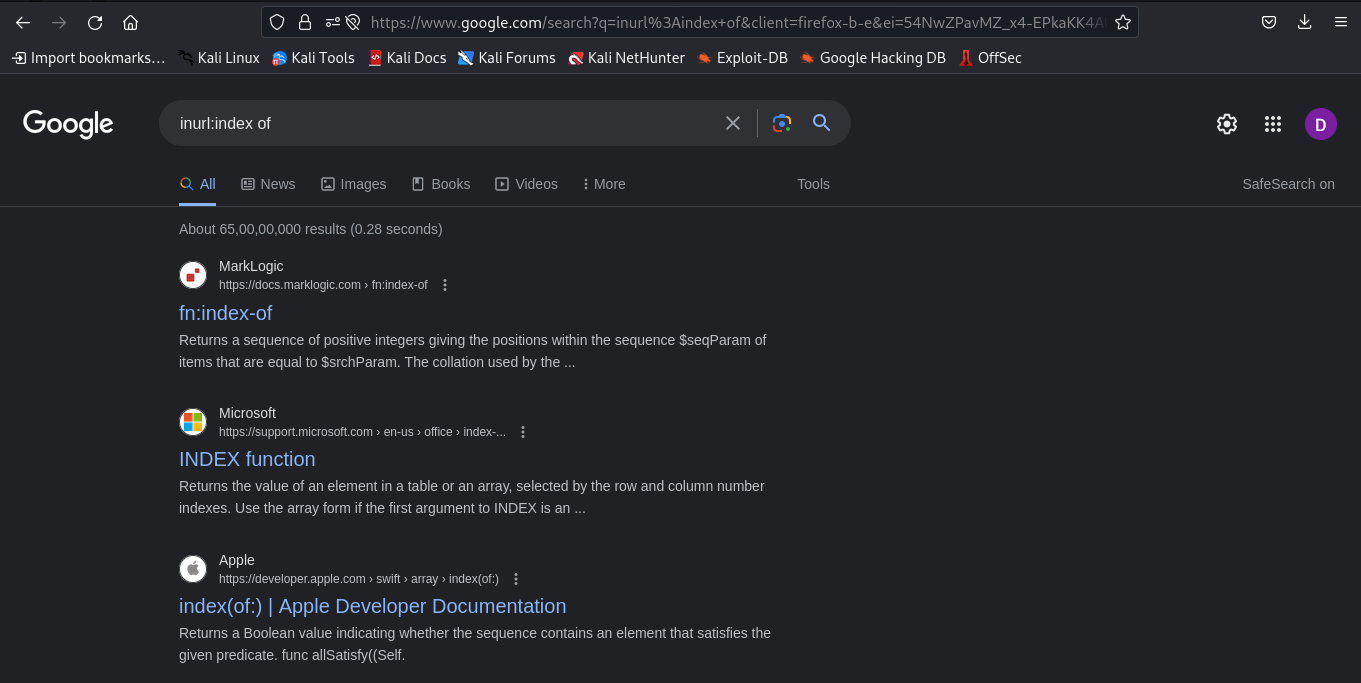 https://www.google.com/search?q=inurl%3Aindex+of&client=firefox-b-e&ei=54NwZPavMZ_x4-EPkaKK4A
Import bookmarks… Kali Linux Kali Tools Kali Docs Kali Forums Kali NetHunter Exploit-DB Google Hacking DB OffSec
Google inurl:index of D
All News Images Books Videos More Tools SafeSearch on
About 65,00,00,000 results (0.28 seconds)
MarkLogic
https://docs.marklogic.com › fn:index-of
fn:index-of
Returns a sequence of positive integers giving the positions within the sequence $seqParam of
items that are equal to $srchParam. The collation used by the ...
Microsoft
https://support.microsoft.com › en-us › office › index-...
INDEX function
Returns the value of an element in a table or an array, selected by the row and column number
indexes. Use the array form if the first argument to INDEX is an ...
Apple
https://developer.apple.com › swift › array › index(of:)
index(of:) | Apple Developer Documentation
Returns a Boolean value indicating whether the sequence contains an element that satisfies the
given predicate. func allSatisfy((Self.